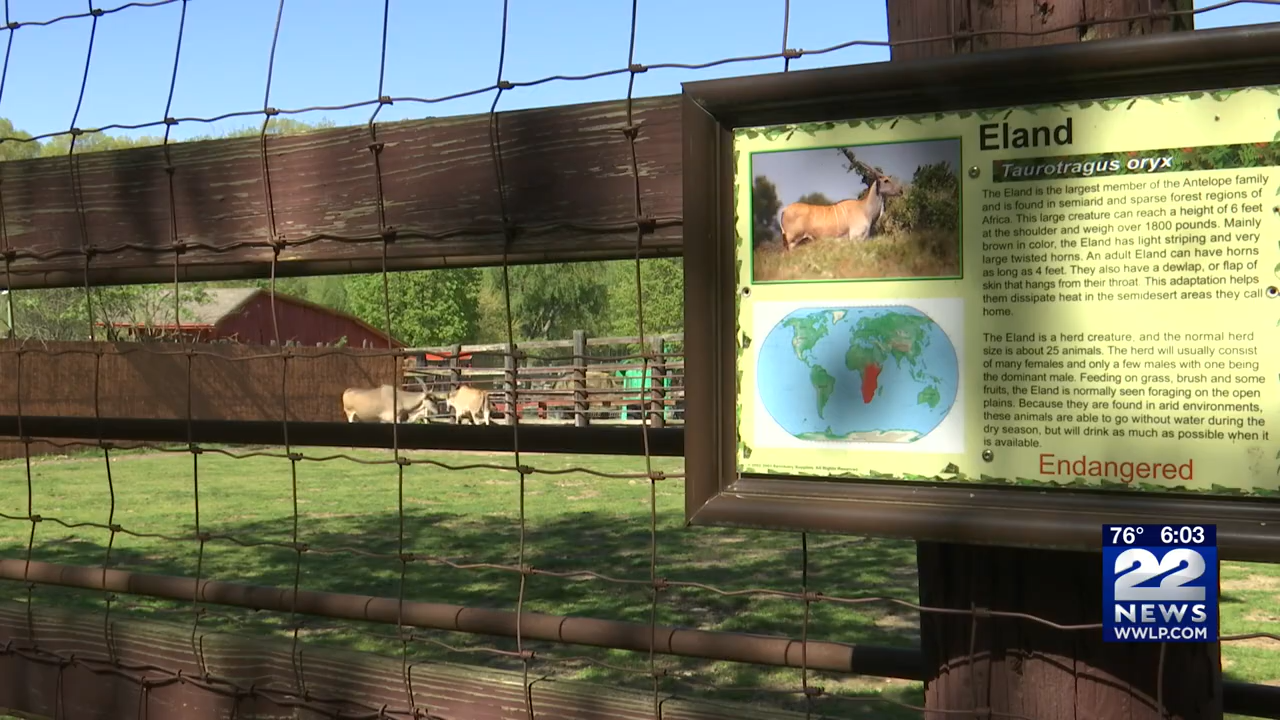 Eland
Taurotragus oryx
The Eland is the largest member of the Antelope family
and is found in semiarid and sparse forest regions of
Africa. This large creature can reach a height of 6 feet
at the shoulder and weigh over 1800 pounds. Mainly
brown in color, the Eland has light striping and very
large twisted horns. An adult Eland can have horns
as long as 4 feet. They also have a dewlap, or flap of
skin that hangs from their throat. This adaptation helps
them dissipate heat in the semidesert areas they call
home.
The Eland is a herd creature, and the normal herd
size is about 25 animals. The herd will usually consist
of many females and only a few males with one being
the dominant male. Feeding on grass, brush and some
fruits, the Eland is normally seen foraging on the open
plains. Because they are found in arid environments,
these animals are able to go without water during the
dry season, but will drink as much as possible when it
is available.
Endangered
76° 6:03
22
NEWS
WWLP.COM